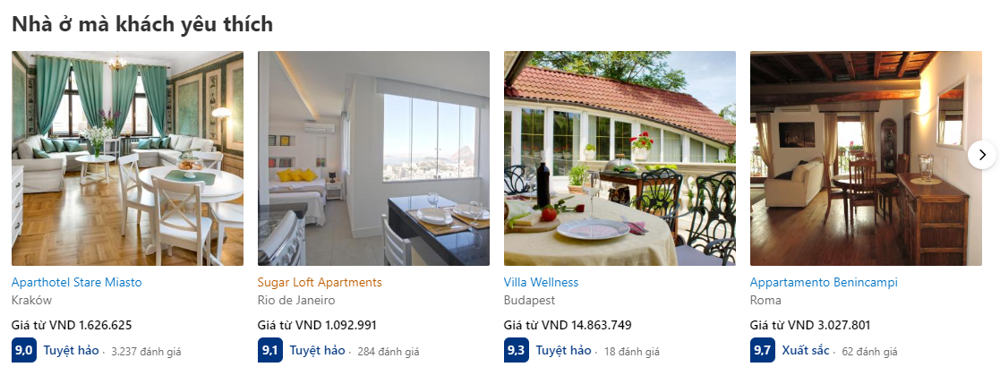 Nhà ở mà khách yêu thích
Aparthotel Stare Miasto
Kraków
Giá từ VND 1.626.625
9,0 Tuyệt hảo · 3.237 đánh giá
Sugar Loft Apartments
Rio de Janeiro
Giá từ VND 1.092.991
9,1 Tuyệt hảo · 284 đánh giá
Villa Wellness
Budapest
Giá từ VND 14.863.749
9,3 Tuyệt hảo · 18 đánh giá
Appartamento Benincampi
Roma
Giá từ VND 3.027.801
9,7 Xuất sắc · 62 đánh giá